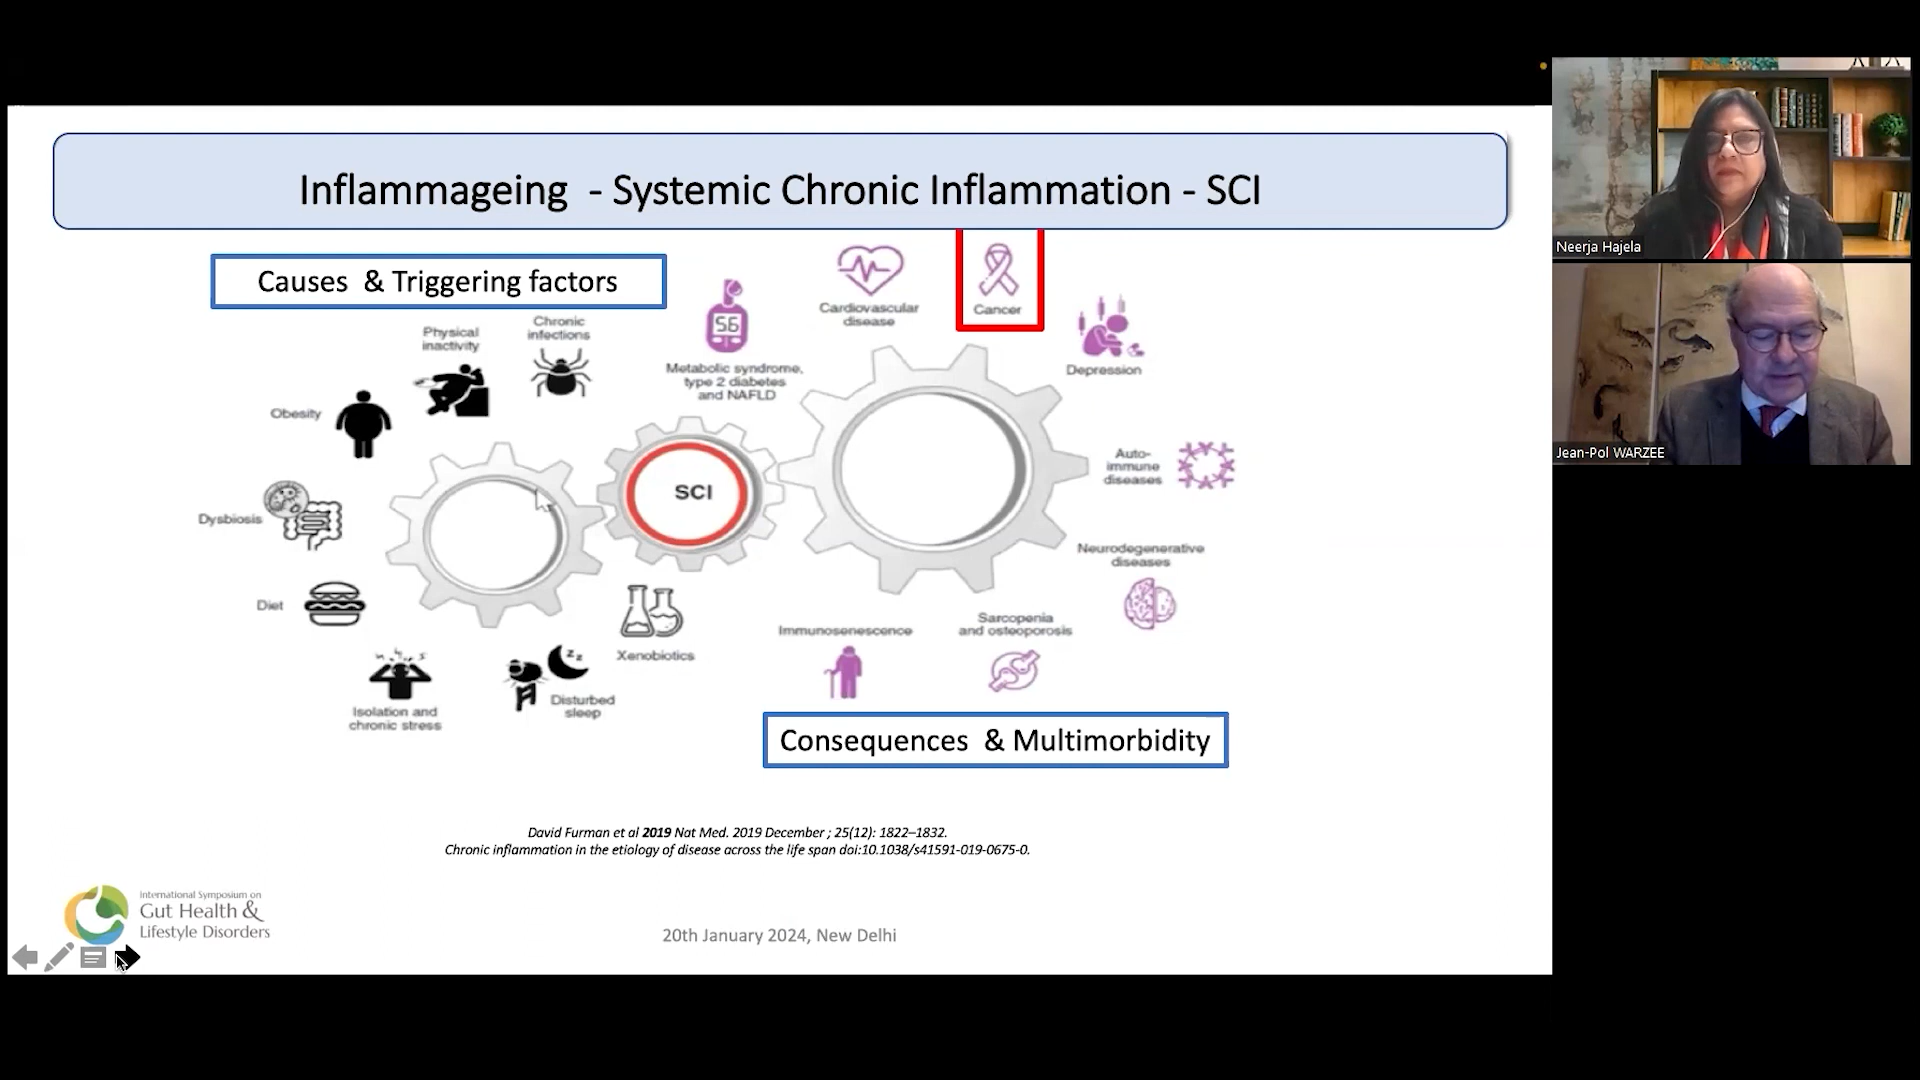 Inflammageing - Systemic Chronic Inflammation - SCI
Causes & Triggering factors
Physical
inactivity
Chronic
infections
Obesity
Dysbiosis
Diet
Isolation and
chronic stress
Disturbed
sleep
Xenobiotics
SCI
56
Metabolic syndrome,
type 2 diabetes
and NAFLD
Cardiovascular
disease
Cancer
Depression
Auto-
immune
diseases
Neurodegenerative
diseases
Sarcopenia
and osteoporosis
Immunosenescence
Consequences & Multimorbidity
David Furman et al 2019 Nat Med. 2019 December ; 25(12): 1822–1832.
Chronic inflammation in the etiology of disease across the life span doi:10.1038/s41591-019-0675-0.
International Symposium on
Gut Health &
Lifestyle Disorders
20th January 2024, New Delhi
Neerja Hajela
Jean-Pol WARZEE